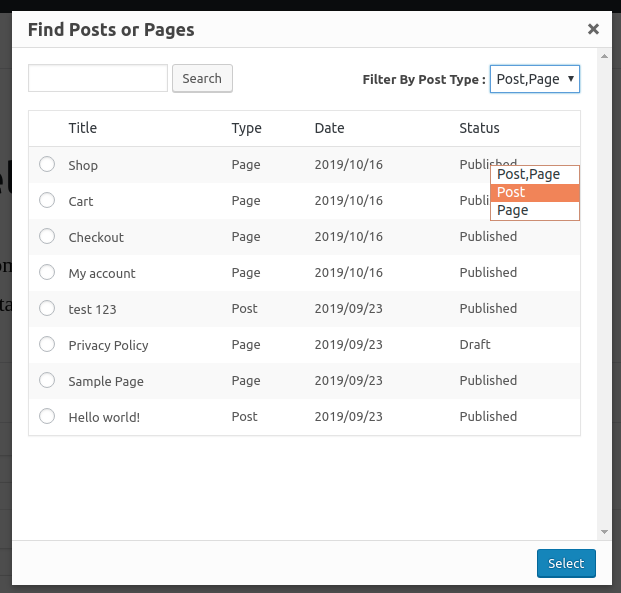 Find Posts or Pages ×
Search Filter By Post Type : Post,Page
Title Type Date Status
Shop Page 2019/10/16 Published
Post,Page
Cart Page 2019/10/16
Post
Page
Checkout Page 2019/10/16 Published
My account Page 2019/10/16 Published
test 123 Post 2019/09/23 Published
Privacy Policy Page 2019/09/23 Draft
Sample Page Page 2019/09/23 Published
Hello world! Post 2019/09/23 Published
Select